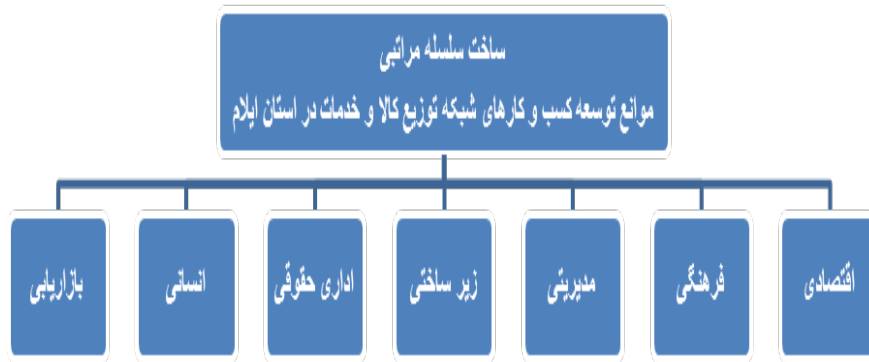 ساخت سلسله مراتبی
موانع توسعه کسب و کارهای شبکه توزیع کالا و خدمات در استان ایلام
اقتصادی
فرهنگی
مدیریتی
زیر ساختی
اداری حقوقی
انسانی
بازاریابی